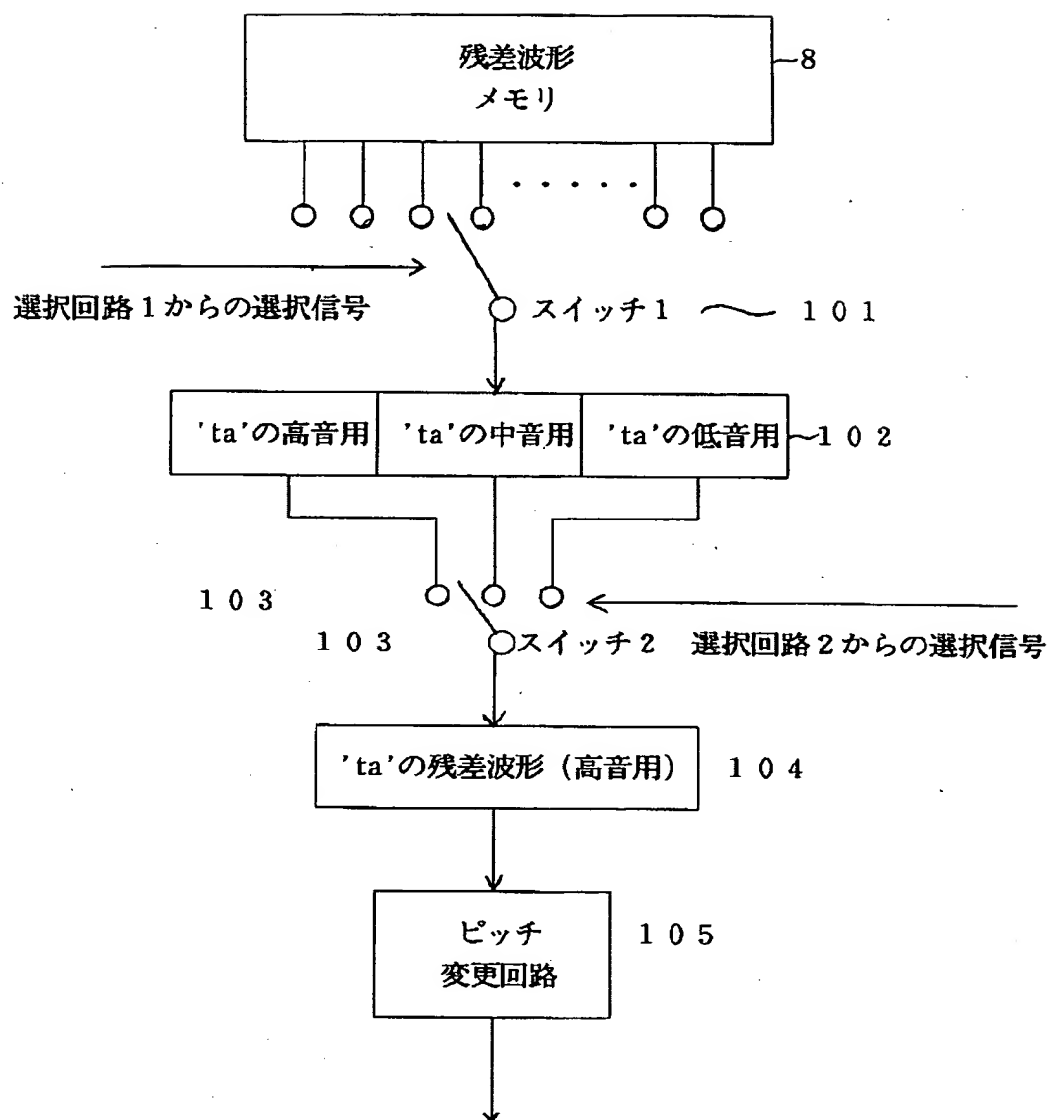 残差波形
メモリ
8
・・・・・
選択回路1からの選択信号
スイッチ1
101
'ta'の高音用
'ta'の中音用
'ta'の低音用
102
103
103
スイッチ2
選択回路2からの選択信号
'ta'の残差波形（高音用）
104
ピッチ
変更回路
105